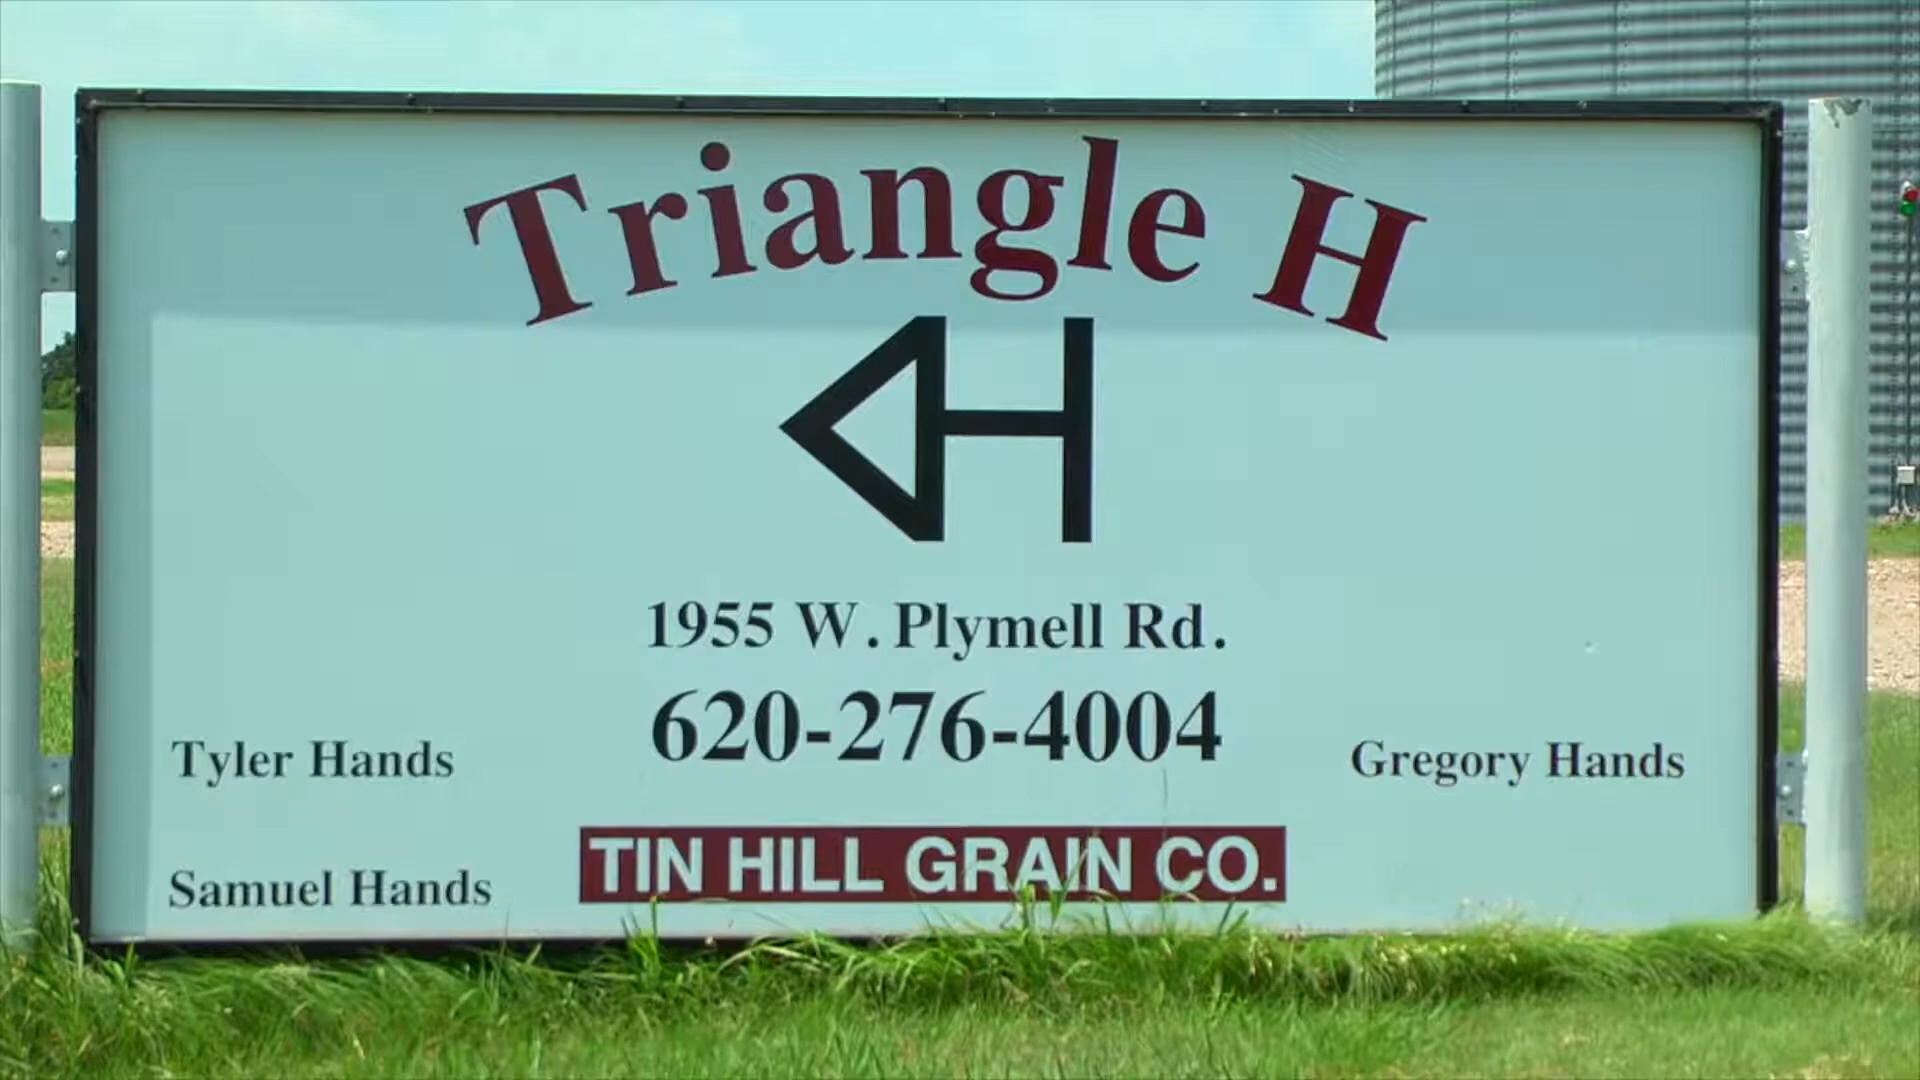 Triangle H
1955 W. Plymell Rd.
620-276-4004
Tyler Hands
Gregory Hands
Samuel Hands
TIN HILL GRAIN CO.